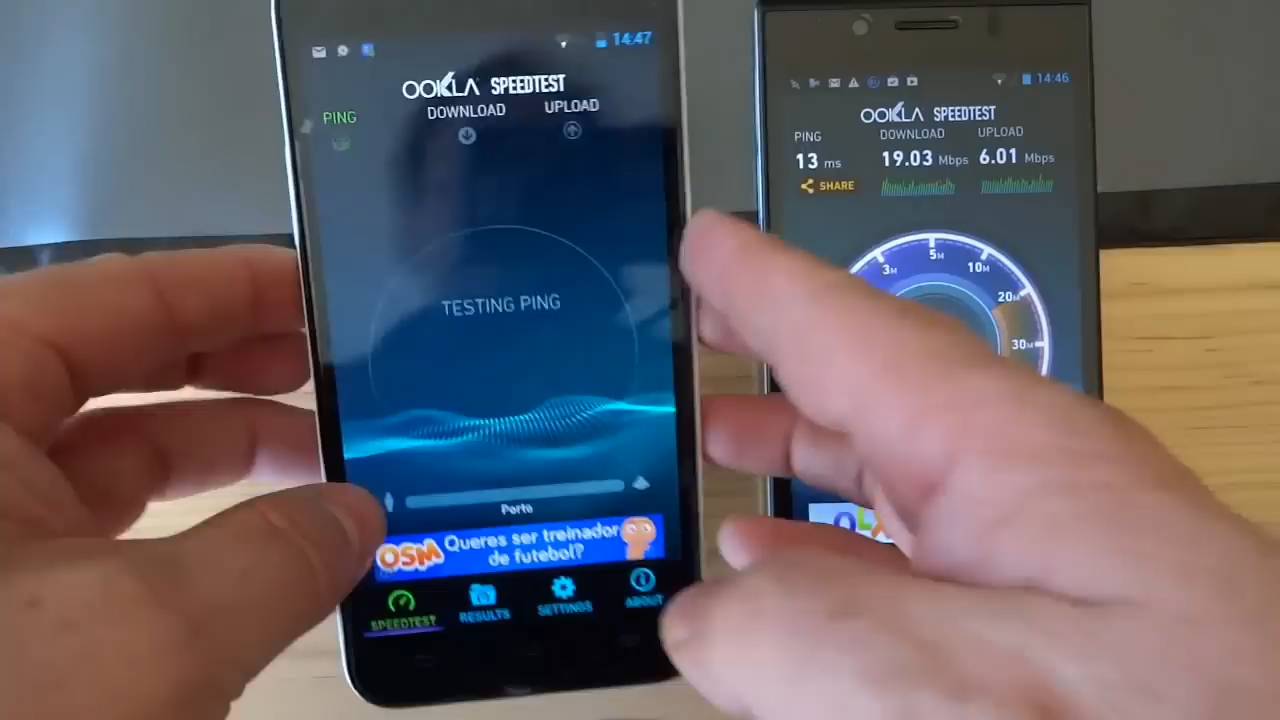 14:47
OOKLA SPEEDTEST
PING
DOWNLOAD
UPLOAD
TESTING PING
Porto
OSM
Queres ser treinador
de futebol?
SPEEDTEST
RESULTS
SETTINGS
ABOUT
14:46
OOKLA SPEEDTEST
PING
DOWNLOAD
UPLOAD
13 ms
19.03 Mbps
6.01 Mbps
SHARE
3M
5M
10M
20M
30M
OLX